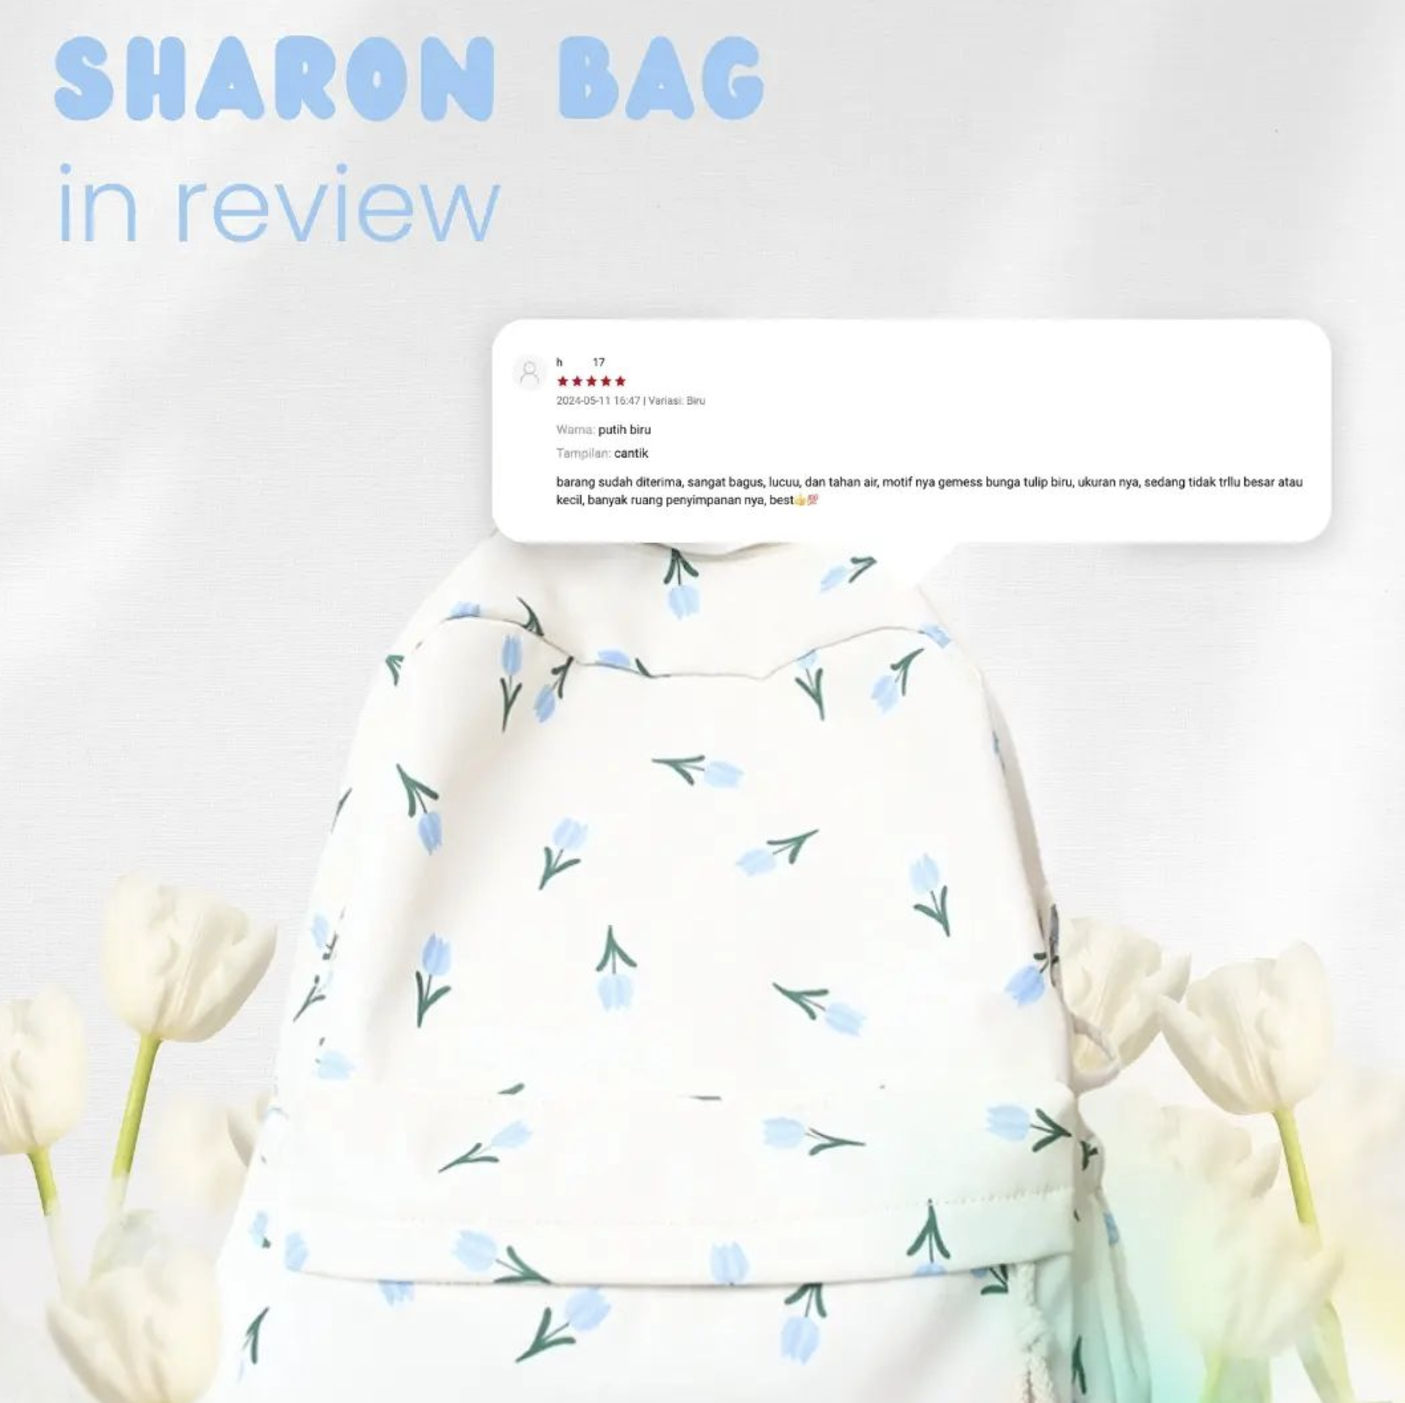 SHARON BAG
in review
h 17
2024-05-11 16:47 | Variasi: Biru
Warna: putih biru
Tampilan: cantik
barang sudah diterima, sangat bagus, lucuu, dan tahan air, motif nya gemess bunga tulip biru, ukuran nya, sedang tidak trllu besar atau
kecil, banyak ruang penyimpanan nya, best👍💯